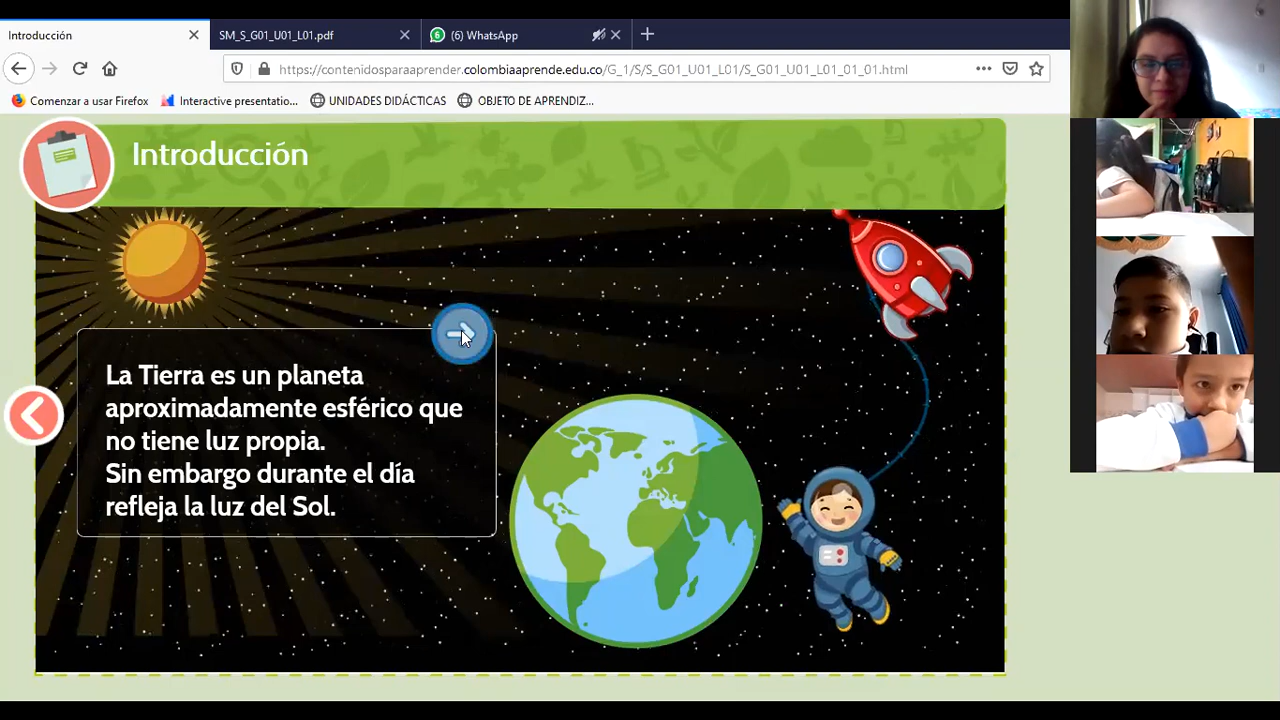 Introducción
SM_S_G01_U01_L01.pdf
(6) WhatsApp
https://contenidosparaaprender.colombiaaprende.edu.co/G_1/S/S_G01_U01_L01/S_G01_U01_L01_01_01.html
Comenzar a usar Firefox
Interactive presentatio...
UNIDADES DIDÁCTICAS
OBJETO DE APRENDIZ...
Introducción
La Tierra es un planeta
aproximadamente esférico que
no tiene luz propia.
Sin embargo durante el día
refleja la luz del Sol.